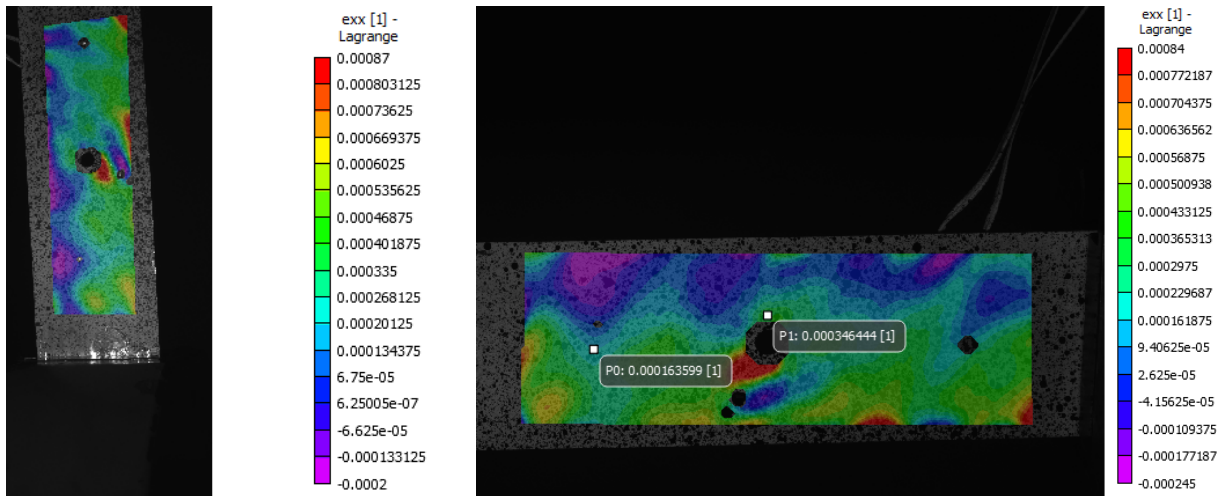 exx [1] -
Lagrange
0.00087
0.000803125
0.00073625
0.000669375
0.0006025
0.000535625
0.00046875
0.000401875
0.000335
0.000268125
0.00020125
0.000134375
6.75e-05
6.25005e-07
-6.625e-05
-0.000133125
-0.0002
P0: 0.000163599 [1]
P1: 0.000346444 [1]
exx [1] -
Lagrange
0.00084
0.000772187
0.000704375
0.000636562
0.00056875
0.000500938
0.000433125
0.000365313
0.0002975
0.000229687
0.000161875
9.40625e-05
2.625e-05
-4.15625e-05
-0.000109375
-0.000177187
-0.000245